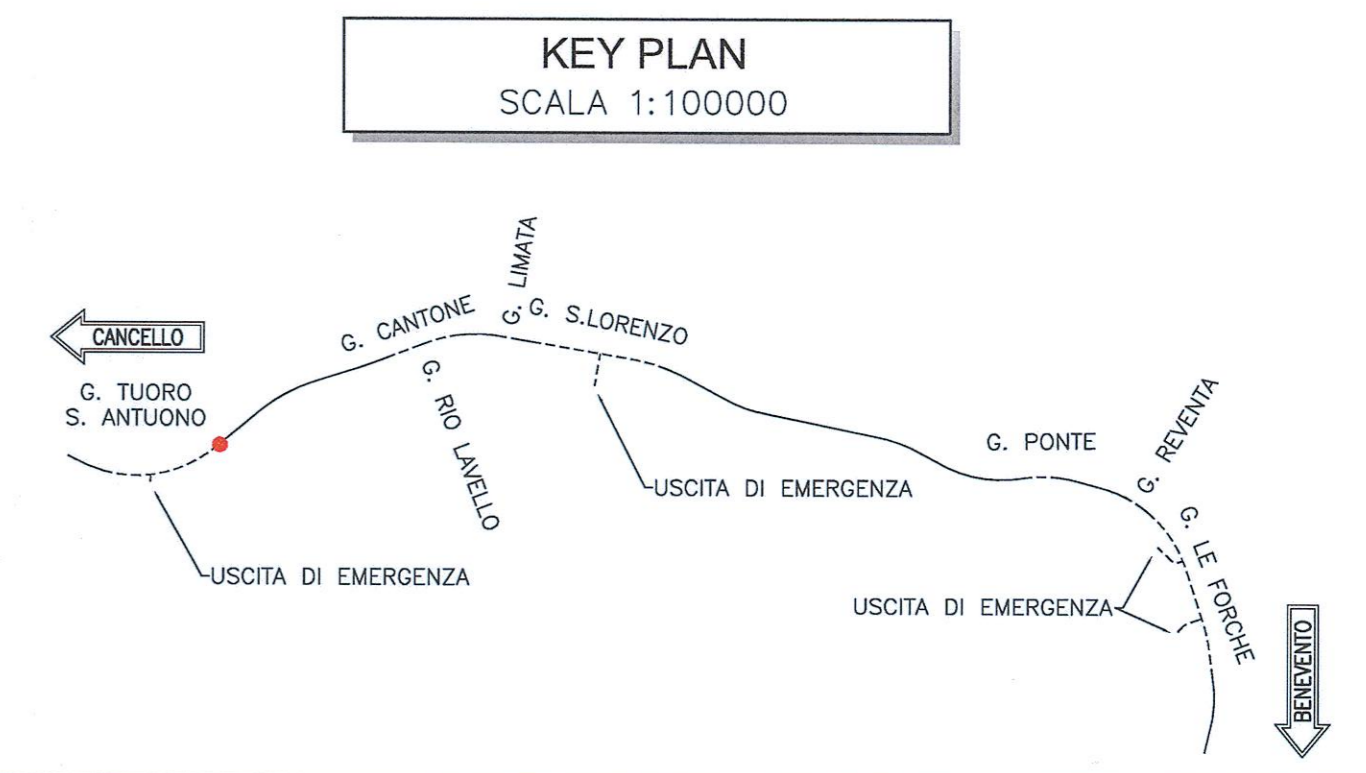 KEY PLAN
SCALA 1:100000
CANCELLO
G. TUORO
S. ANTUONO
G. CANTONE
G. LIMATA
G. S.LORENZO
G. RIO LAVELLO
USCITA DI EMERGENZA
USCITA DI EMERGENZA
G. PONTE
G. REVENTA
G. LE FORCHE
USCITA DI EMERGENZA
BENEVENTO